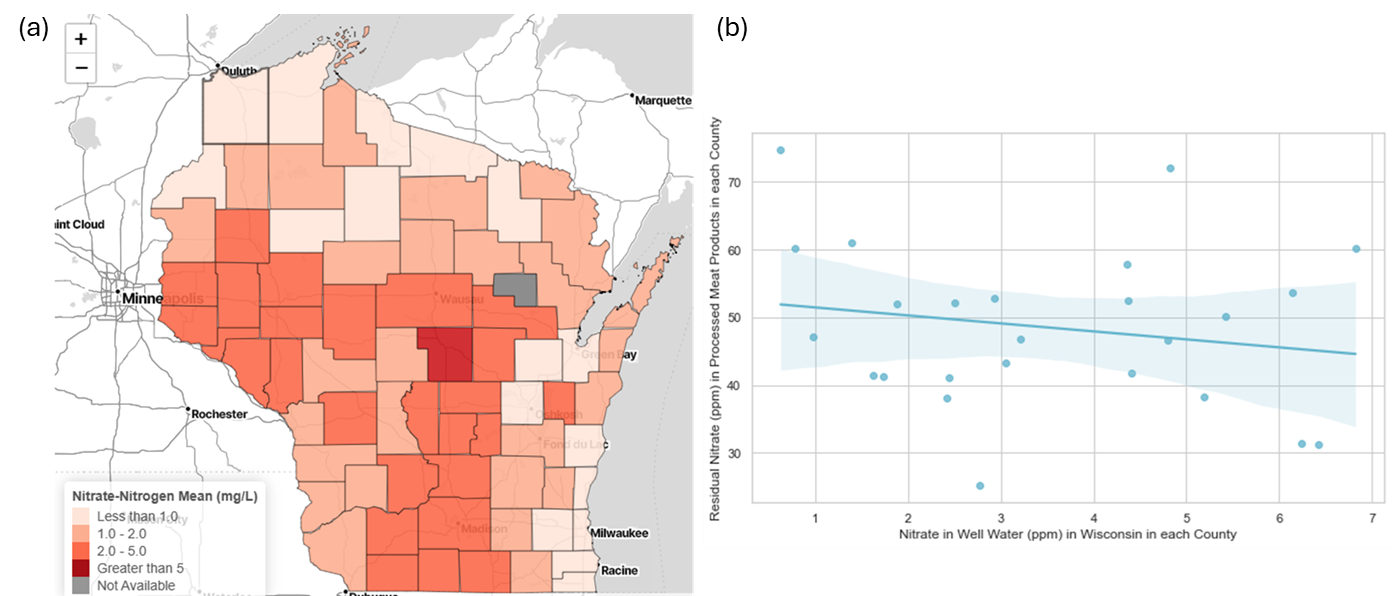 (a)
+
−
Duluth
Marquette
int Cloud
Minneapolis
Wausau
Green Bay
Rochester
Oshkosh
Fond du Lac
Nitrate-Nitrogen Mean (mg/L)
Less than 1.0
1.0 - 2.0
2.0 - 5.0
Greater than 5
Not Available
Madison
Milwaukee
Racine
Dubuque
(b)
Residual Nitrate (ppm) in Processed Meat Products in each County
70
60
50
40
30
1 2 3 4 5 6 7
Nitrate in Well Water (ppm) in Wisconsin in each County